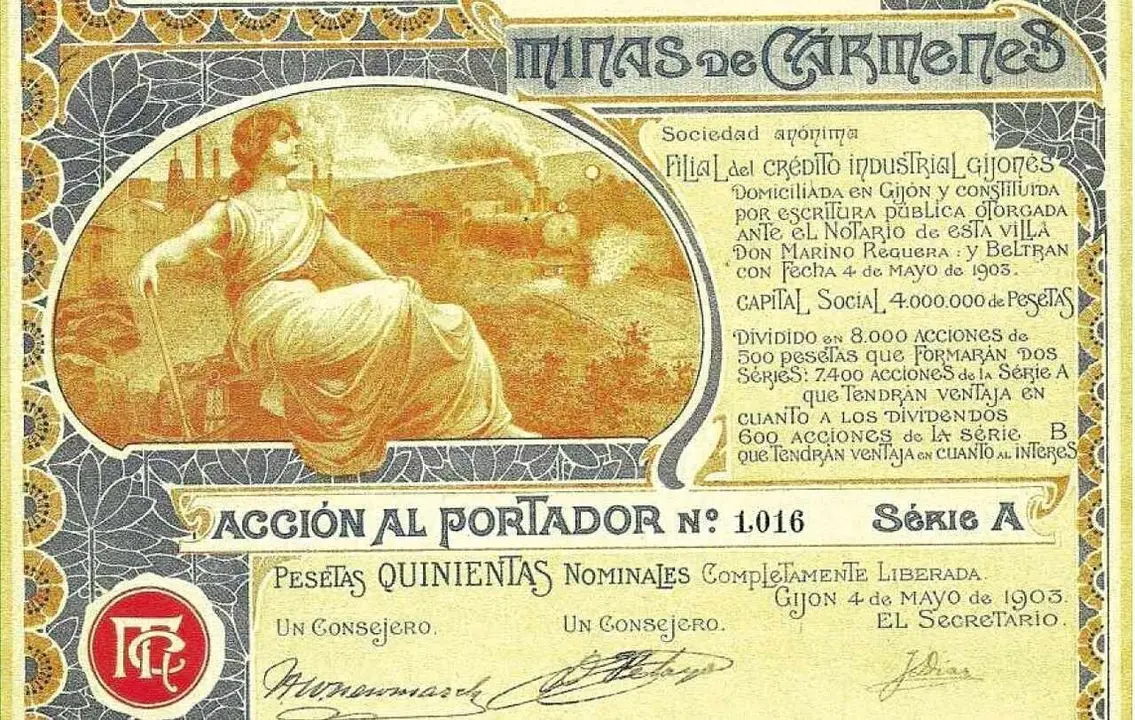 MINAS DE CÁRMENES
Sociedad anónima
Filial del Crédito Industrial Gijonés
Domiciliada en Gijón y constituida
por escritura pública otorgada
ante el Notario de esta villa
Don Marino Requera: y Beltran
con fecha 4 de Mayo de 1903.
Capital Social 4.000.000 de Pesetas
Dividido en 8.000 acciones de
500 pesetas que formarán dos
séries: 7.400 acciones de la Série A
que tendrán ventaja en
cuanto a los dividendos
600 acciones de la série B
que tendrán ventaja en cuanto al interes
ACCIÓN AL PORTADOR Nº 1.016 Série A
Pesetas QUINIENTAS Nominales Completamente Liberada.
Gijon 4 de Mayo de 1903.
Un Consejero. Un Consejero. El Secretario.
J. Diaz